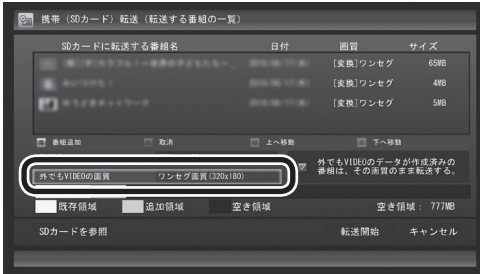 携帯（SDカード）転送（転送する番組の一覧）
SDカードに転送する番組名 日付 画質 サイズ
[変換]ワンセグ 65MB
[変換]ワンセグ 4MB
[変換]ワンセグ 5MB
番組追加 取消 上へ移動 下へ移動
外でもVIDEOの画質 ワンセグ画質(320x180)
外でもVIDEOのデータが作成済みの
番組は、その画質のまま転送する。
既存領域 追加領域 空き領域 空き領域： 777MB
SDカードを参照 転送開始 キャンセル